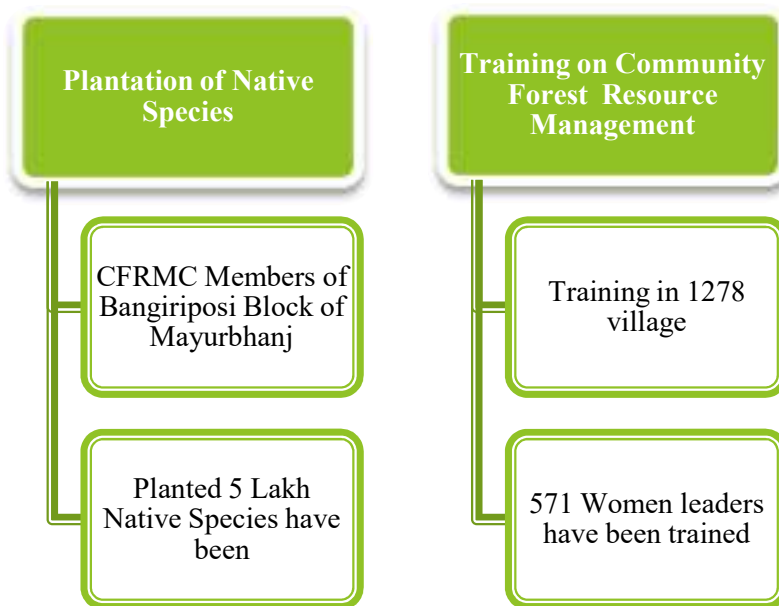 Plantation of Native
Species
CFRMC Members of
Bangiriposi Block of
Mayurbhanj
Planted 5 Lakh
Native Species have
been
Training on Community
Forest Resource
Management
Training in 1278
village
571 Women leaders
have been trained